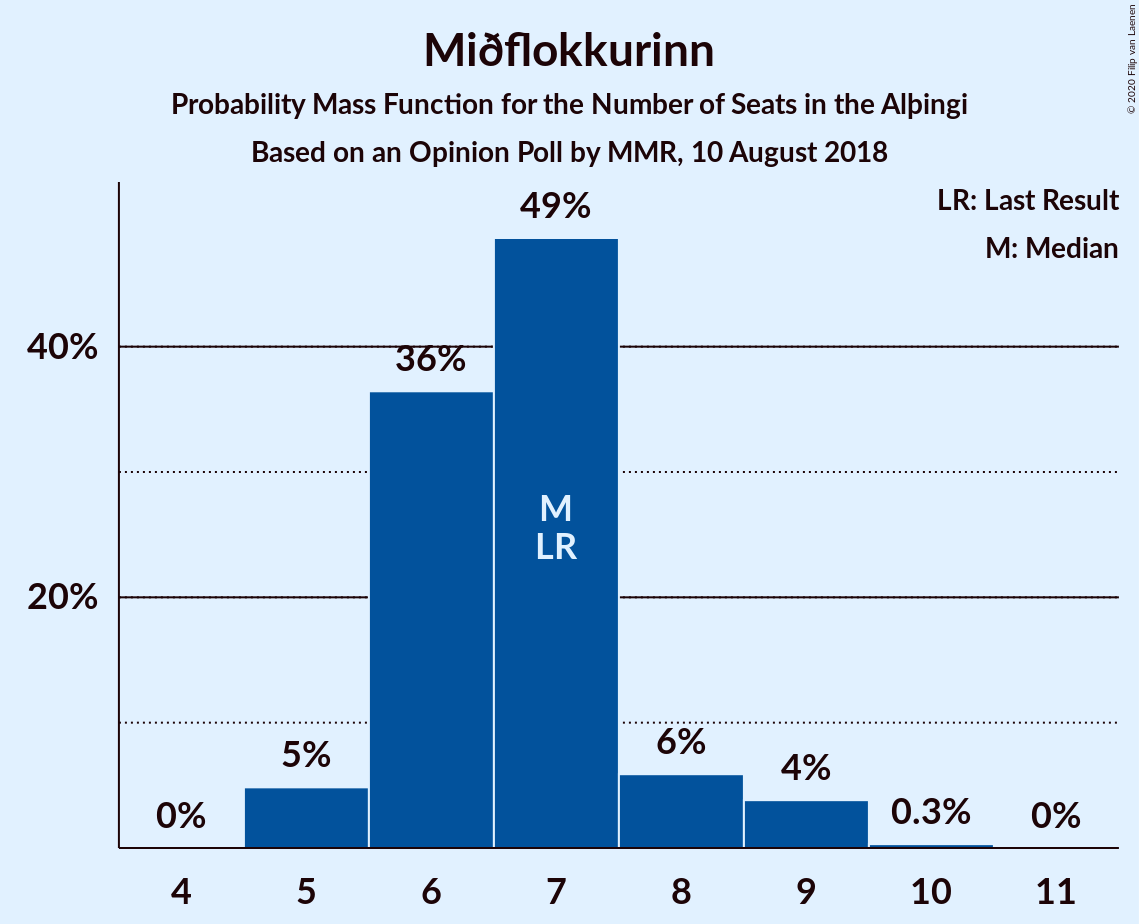 Miðflokkurinn
Probability Mass Function for the Number of Seats in the Alþingi
Based on an Opinion Poll by MMR, 10 August 2018
© 2020 Filip van Laenen
LR: Last Result
M: Median
49%
40%
36%
M
LR
20%
5%
6%
4%
0%
0.3%
0%
4 5 6 7 8 9 10 11